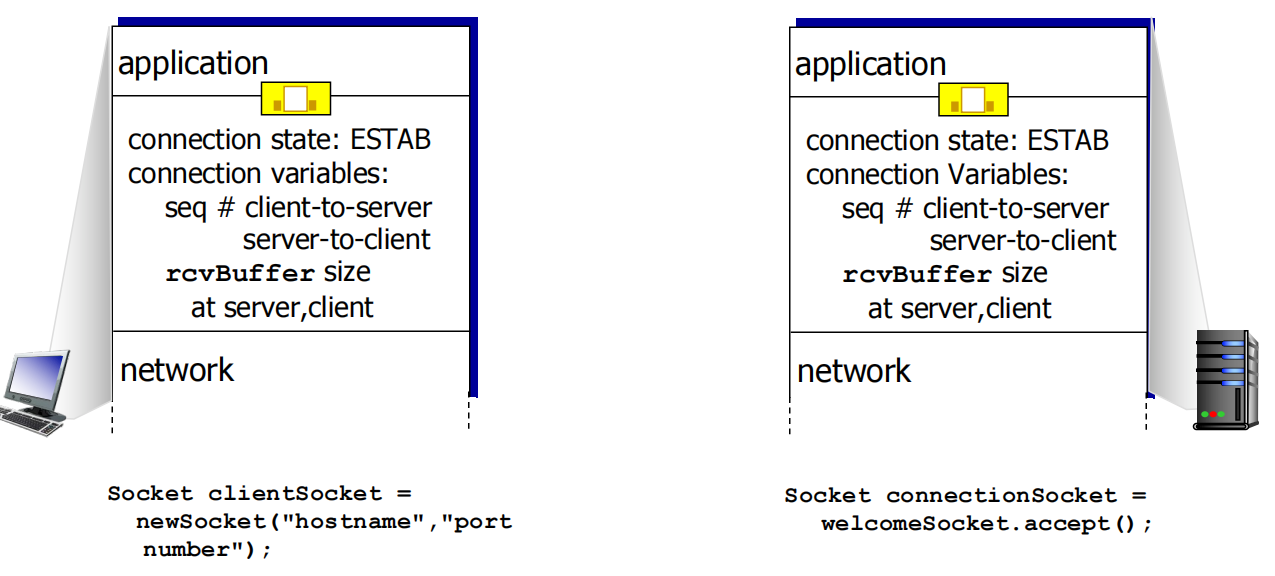 application
connection state: ESTAB
connection variables:
seq # client-to-server
server-to-client
rcvBuffer size
at server,client
network
Socket clientSocket =
newSocket("hostname","port
number");
application
connection state: ESTAB
connection Variables:
seq # client-to-server
server-to-client
rcvBuffer size
at server,client
network
Socket connectionSocket =
welcomeSocket.accept();